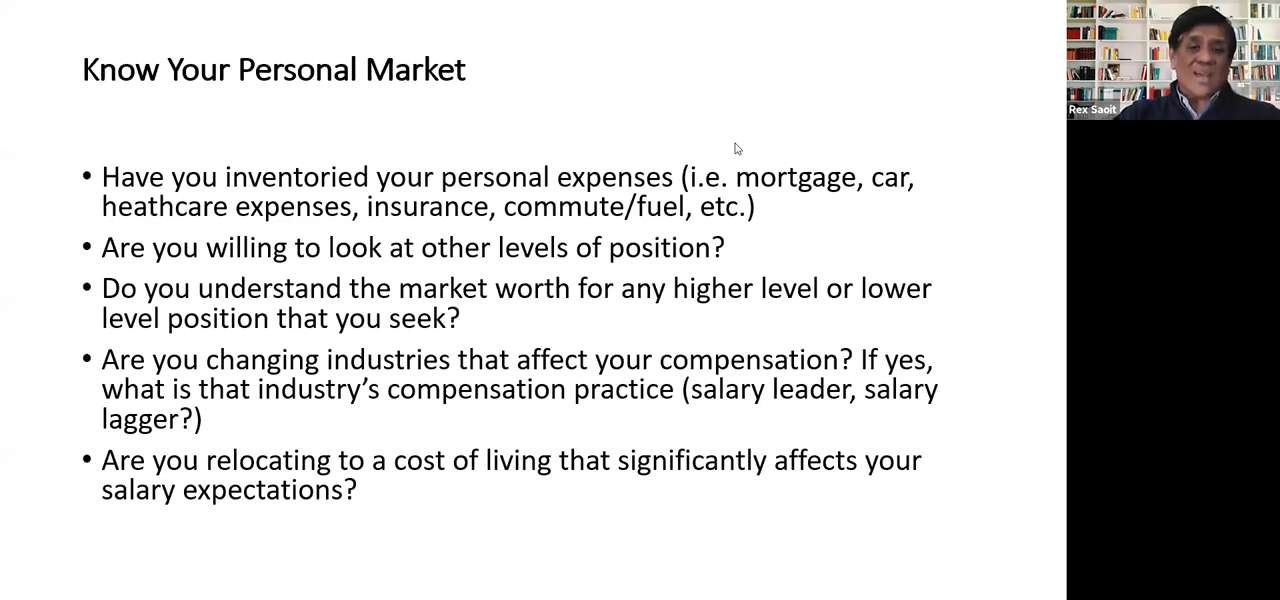 Know Your Personal Market
• Have you inventoried your personal expenses (i.e. mortgage, car,
heathcare expenses, insurance, commute/fuel, etc.)
• Are you willing to look at other levels of position?
• Do you understand the market worth for any higher level or lower
level position that you seek?
• Are you changing industries that affect your compensation? If yes,
what is that industry’s compensation practice (salary leader, salary
lagger?)
• Are you relocating to a cost of living that significantly affects your
salary expectations?
Rex Saoit